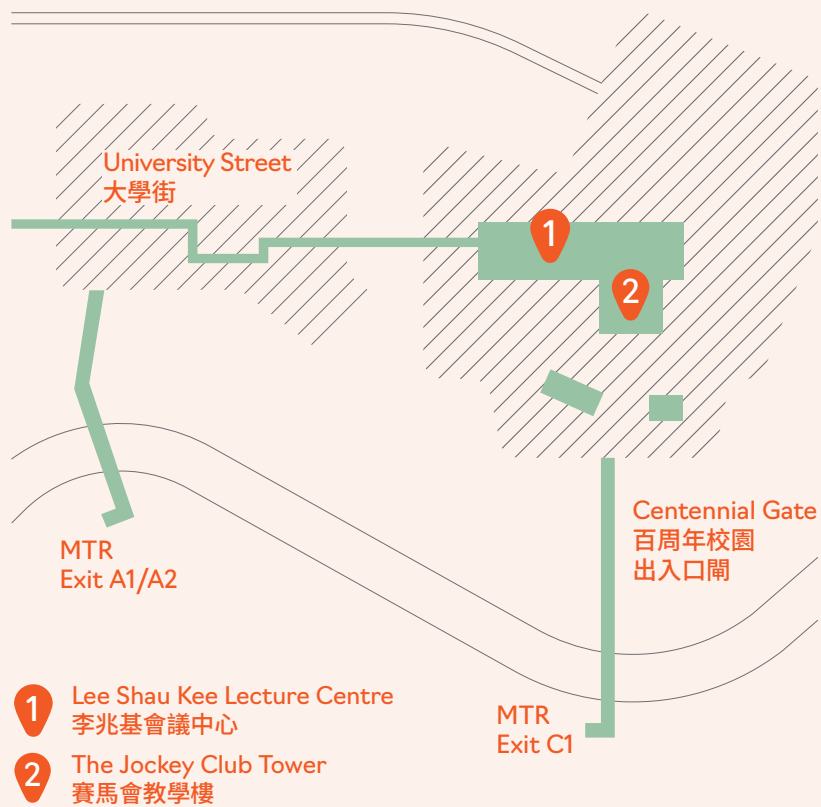 University Street
大學街
1
2
Centennial Gate
百周年校園
出入口閘
MTR
Exit A1/A2
MTR
Exit C1
1
Lee Shau Kee Lecture Centre
李兆基會議中心
2
The Jockey Club Tower
賽馬會教學樓